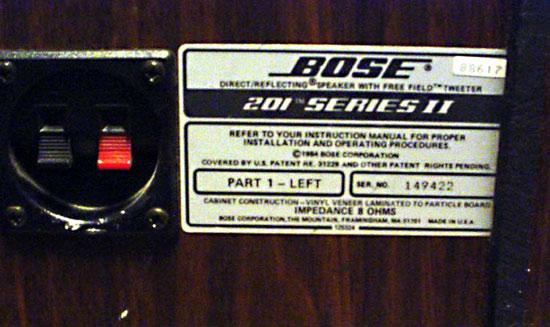 BOSE®
88617
DIRECT/REFLECTING® SPEAKER WITH FREE FIELD™ TWEETER
201™ SERIES II
REFER TO YOUR INSTRUCTION MANUAL FOR PROPER
INSTALLATION AND OPERATING PROCEDURES.
©1984 BOSE CORPORATION
COVERED BY U.S. PATENT RE. 31228 AND OTHER PATENT RIGHTS PENDING.
PART 1 - LEFT
SER. NO. 149422
CABINET CONSTRUCTION - VINYL VENEER LAMINATED TO PARTICLE BOARD
IMPEDANCE 8 OHMS
BOSE CORPORATION, THE MOUNTAIN, FRAMINGHAM, MA 01701 MADE IN U.S.A.
125324